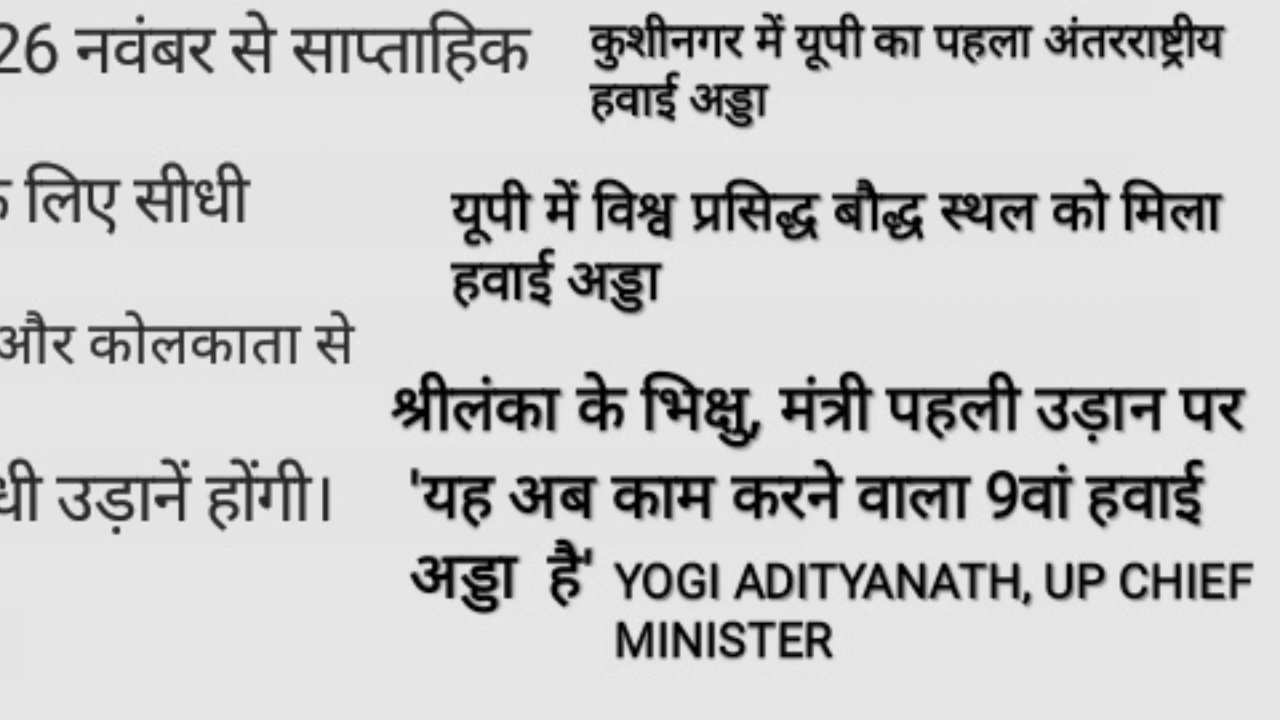 26 नवंबर से साप्ताहिक
लिए सीधी
और कोलकाता से
उड़ानें होंगी।
कुशीनगर में यूपी का पहला अंतरराष्ट्रीय
हवाई अड्डा
यूपी में विश्व प्रसिद्ध बौद्ध स्थल को मिला
हवाई अड्डा
श्रीलंका के भिक्षु, मंत्री पहली उड़ान पर
'यह अब काम करने वाला 9वां हवाई
अड्डा है' YOGI ADITYANATH, UP CHIEF
MINISTER